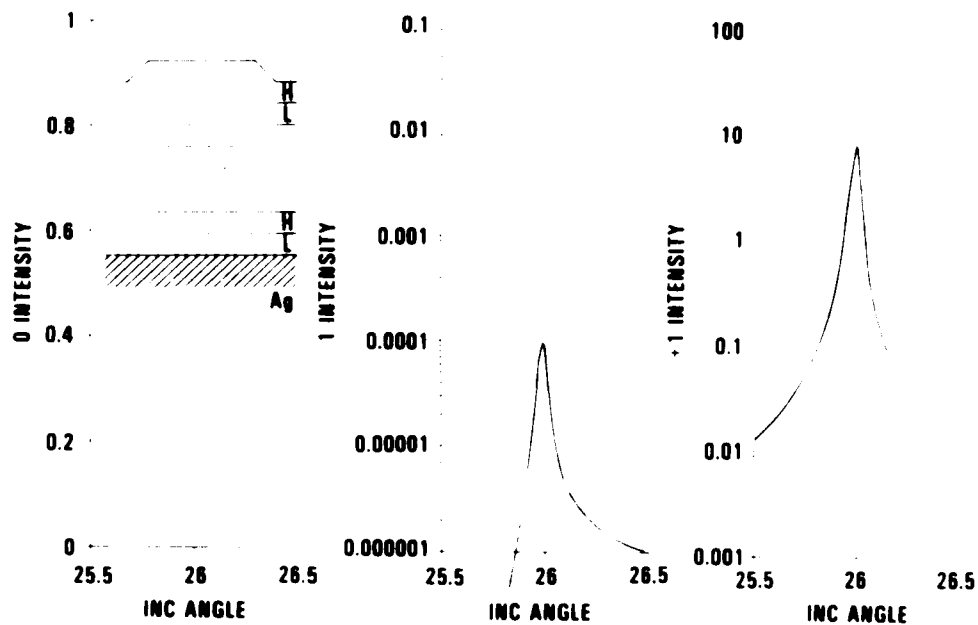 1
0.8
0.6
0.4
0.2
0
25.5 26 26.5
INC ANGLE
0 INTENSITY
H
L
H
L
Ag
0.1
0.01
0.001
0.0001
0.00001
0.000001
25.5 26 26.5
INC ANGLE
1 INTENSITY
100
10
1
0.1
0.01
0.001
25.5 26 26.5
INC ANGLE
+1 INTENSITY